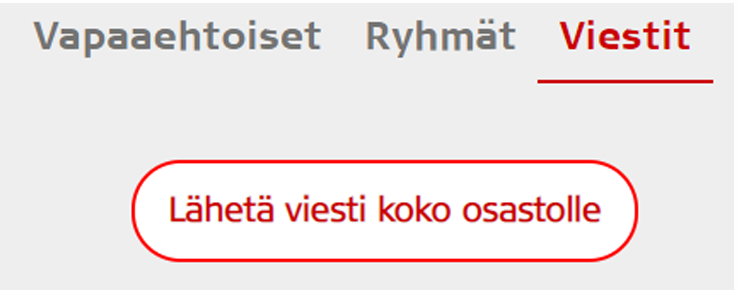 Vapaaehtoiset Ryhmät Viestit
Lähetä viesti koko osastolle